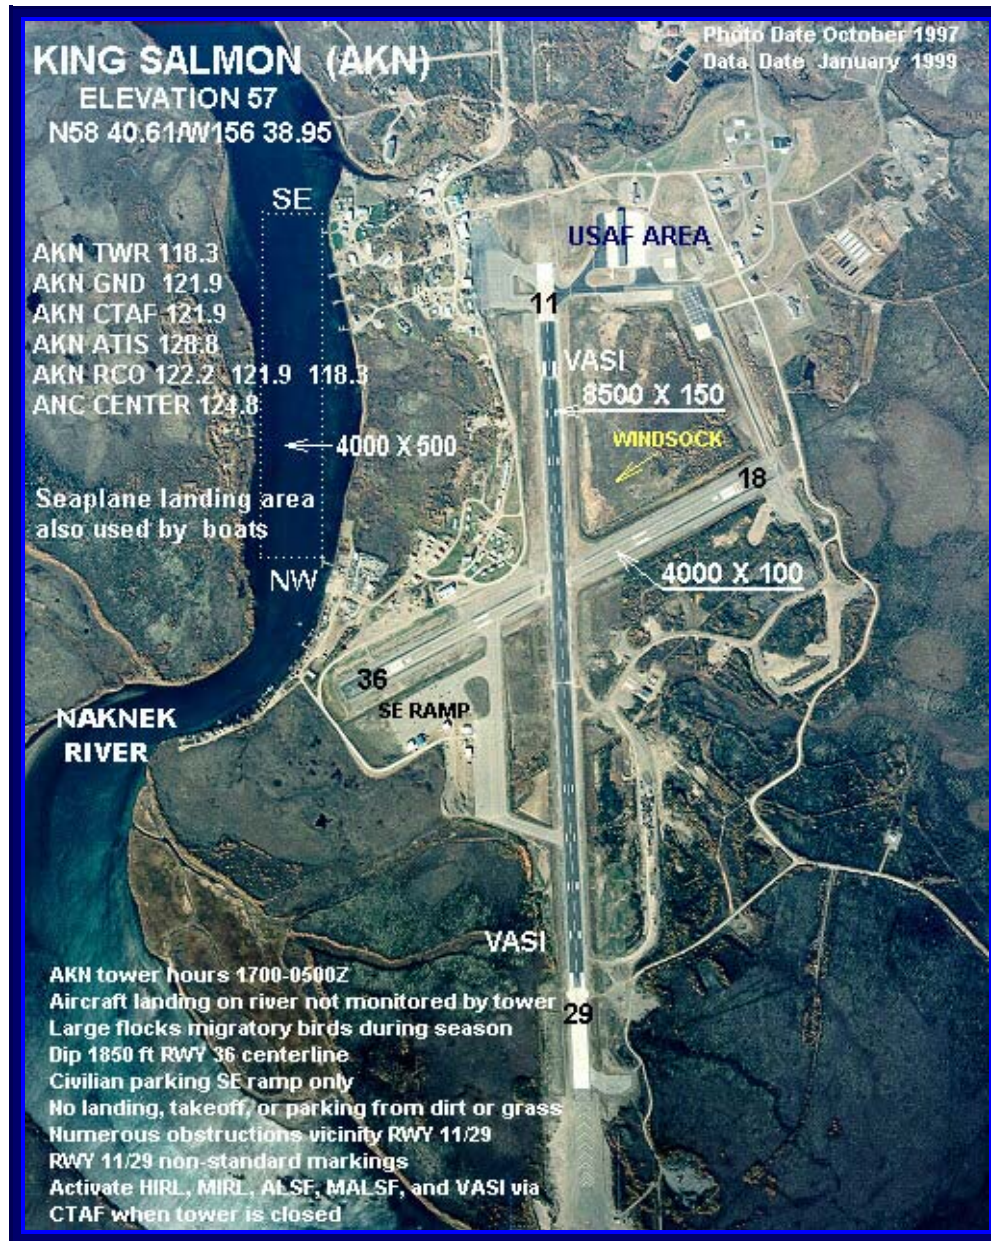 KING SALMON (AKN)
ELEVATION 57
N58 40.61/W156 38.95
Photo Date October 1997
Data Date January 1999
SE
USAF AREA
AKN TWR 118.3
AKN GND 121.9
AKN CTAF 121.9
AKN ATIS 128.8
AKN RCO 122.2 121.9 118.3
ANC CENTER 124.8
11
VASI
8500 X 150
4000 X 500
WINDSOCK
18
Seaplane landing area
also used by boats
NW
4000 X 100
36
SE RAMP
NAKNEK
RIVER
VASI
29
AKN tower hours 1700-0500Z
Aircraft landing on river not monitored by tower
Large flocks migratory birds during season
Dip 1850 ft RWY 36 centerline
Civilian parking SE ramp only
No landing, takeoff, or parking from dirt or grass
Numerous obstructions vicinity RWY 11/29
RWY 11/29 non-standard markings
Activate HIRL, MIRL, ALSF, MALSF, and VASI via
CTAF when tower is closed